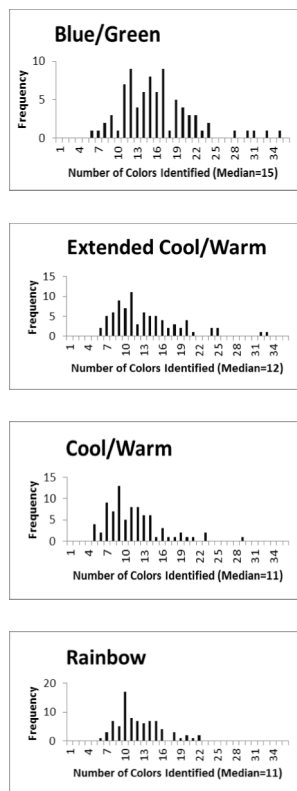 Blue/Green
Frequency
10
5
0
1 4 7 10 13 16 19 22 25 28 31 34
Number of Colors Identified (Median=15)
Extended Cool/Warm
Frequency
15
10
5
0
1 4 7 10 13 16 19 22 25 28 31 34
Number of Colors Identified (Median=12)
Cool/Warm
Frequency
15
10
5
0
1 4 7 10 13 16 19 22 25 28 31 34
Number of Colors Identified (Median=11)
Rainbow
Frequency
20
10
0
1 4 7 10 13 16 19 22 25 28 31 34
Number of Colors Identified (Median=11)